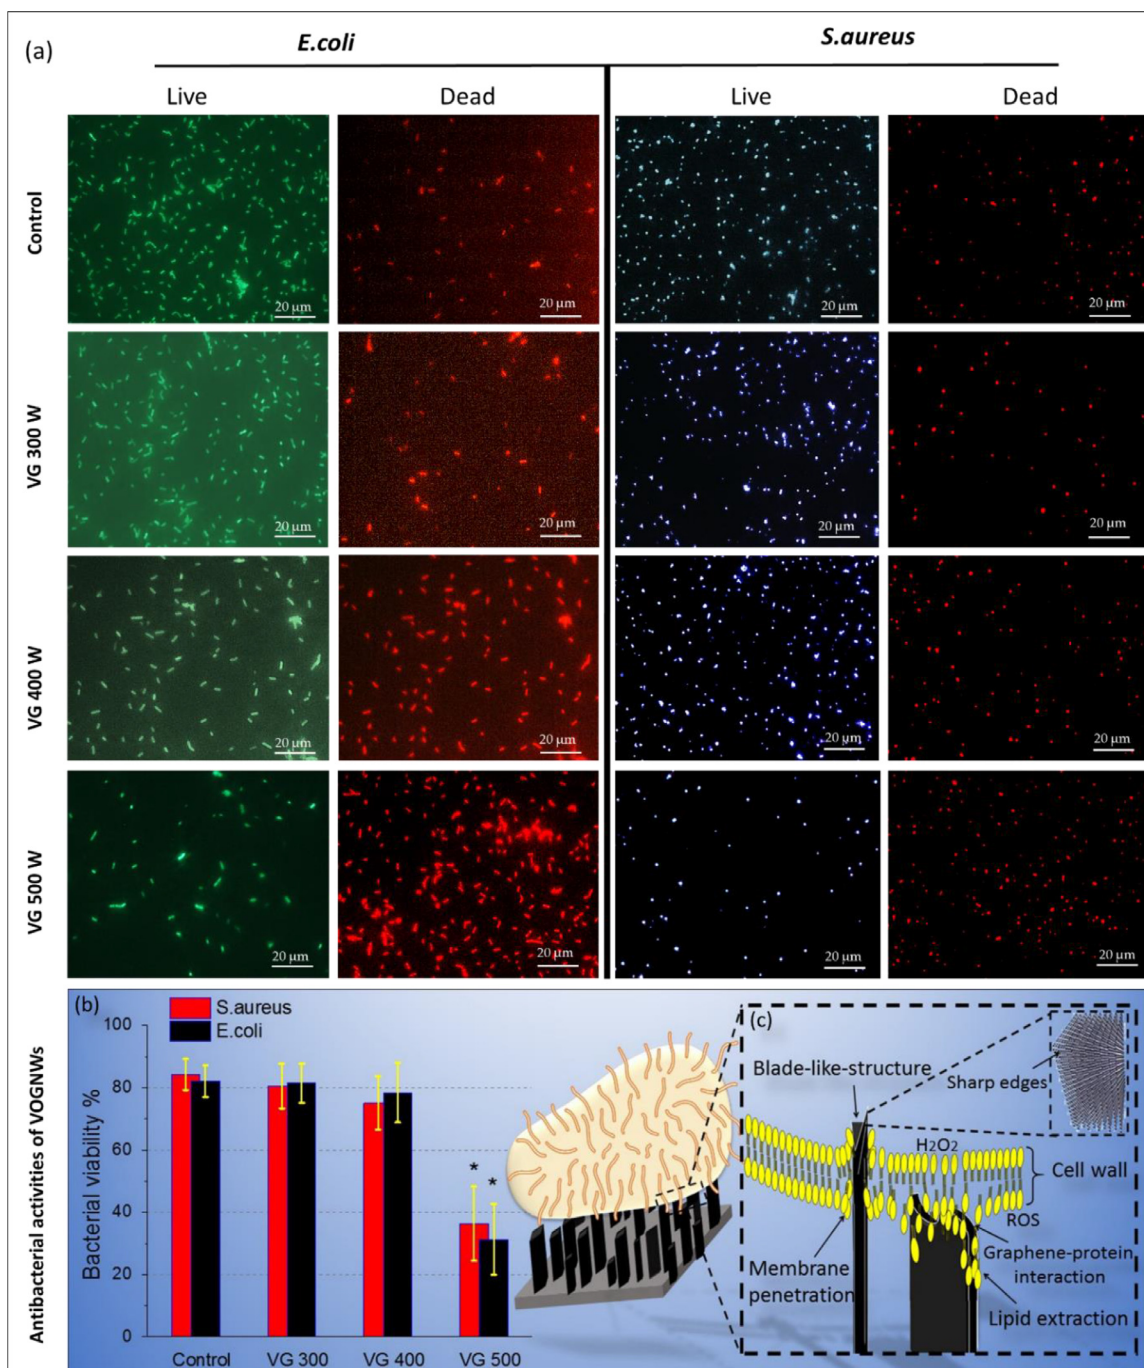 (a)
E.coli
S.aureus
Live
Dead
Live
Dead
Control
20 µm
20 µm
20 µm
20 µm
VG 300 W
20 µm
20 µm
20 µm
20 µm
VG 400 W
20 µm
20 µm
20 µm
20 µm
VG 500 W
20 µm
20 µm
20 µm
20 µm
Antibacterial activities of VOGNWs
(b)
S.aureus
E.coli
Bacterial viability %
100
80
60
40
20
0
*
*
Control
VG 300
VG 400
VG 500
(c)
Blade-like-structure
Sharp edges
H2O2
Cell wall
ROS
Graphene-protein
interaction
Membrane
penetration
Lipid extraction